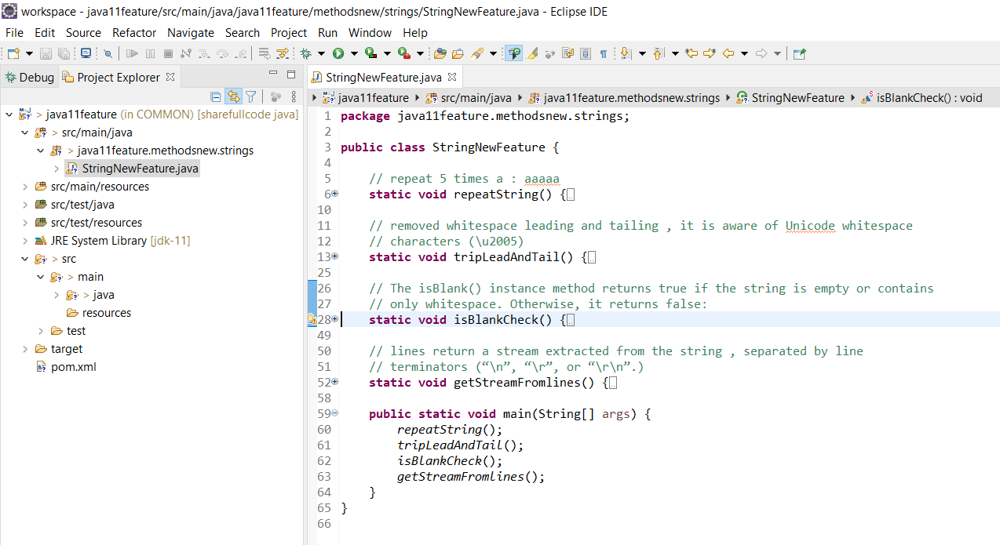 workspace - java11feature/src/main/java/java11feature/methodsnew/strings/StringNewFeature.java - Eclipse IDE
File Edit Source Refactor Navigate Search Project Run Window Help
Debug Project Explorer
java11feature (in COMMON) [sharefullcode java]
src/main/java
java11feature.methodsnew.strings
StringNewFeature.java
src/main/resources
src/test/java
src/test/resources
JRE System Library [jdk-11]
src
main
java
resources
test
target
pom.xml
StringNewFeature.java
java11feature src/main/java java11feature.methodsnew.strings StringNewFeature isBlankCheck() : void
1 package java11feature.methodsnew.strings;
2
3 public class StringNewFeature {
4
5 // repeat 5 times a : aaaaa
6 static void repeatString() {
10
11 // removed whitespace leading and tailing , it is aware of Unicode whitespace
12 // characters (\u2005)
13 static void tripLeadAndTail() {
25
26 // The isBlank() instance method returns true if the string is empty or contains
27 // only whitespace. Otherwise, it returns false:
28 static void isBlankCheck() {
49
50 // lines return a stream extracted from the string , separated by line
51 // terminators (“\n”, “\r”, or “\r\n”.)
52 static void getStreamFromlines() {
58
59 public static void main(String[] args) {
60 repeatString();
61 tripLeadAndTail();
62 isBlankCheck();
63 getStreamFromlines();
64 }
65 }
66